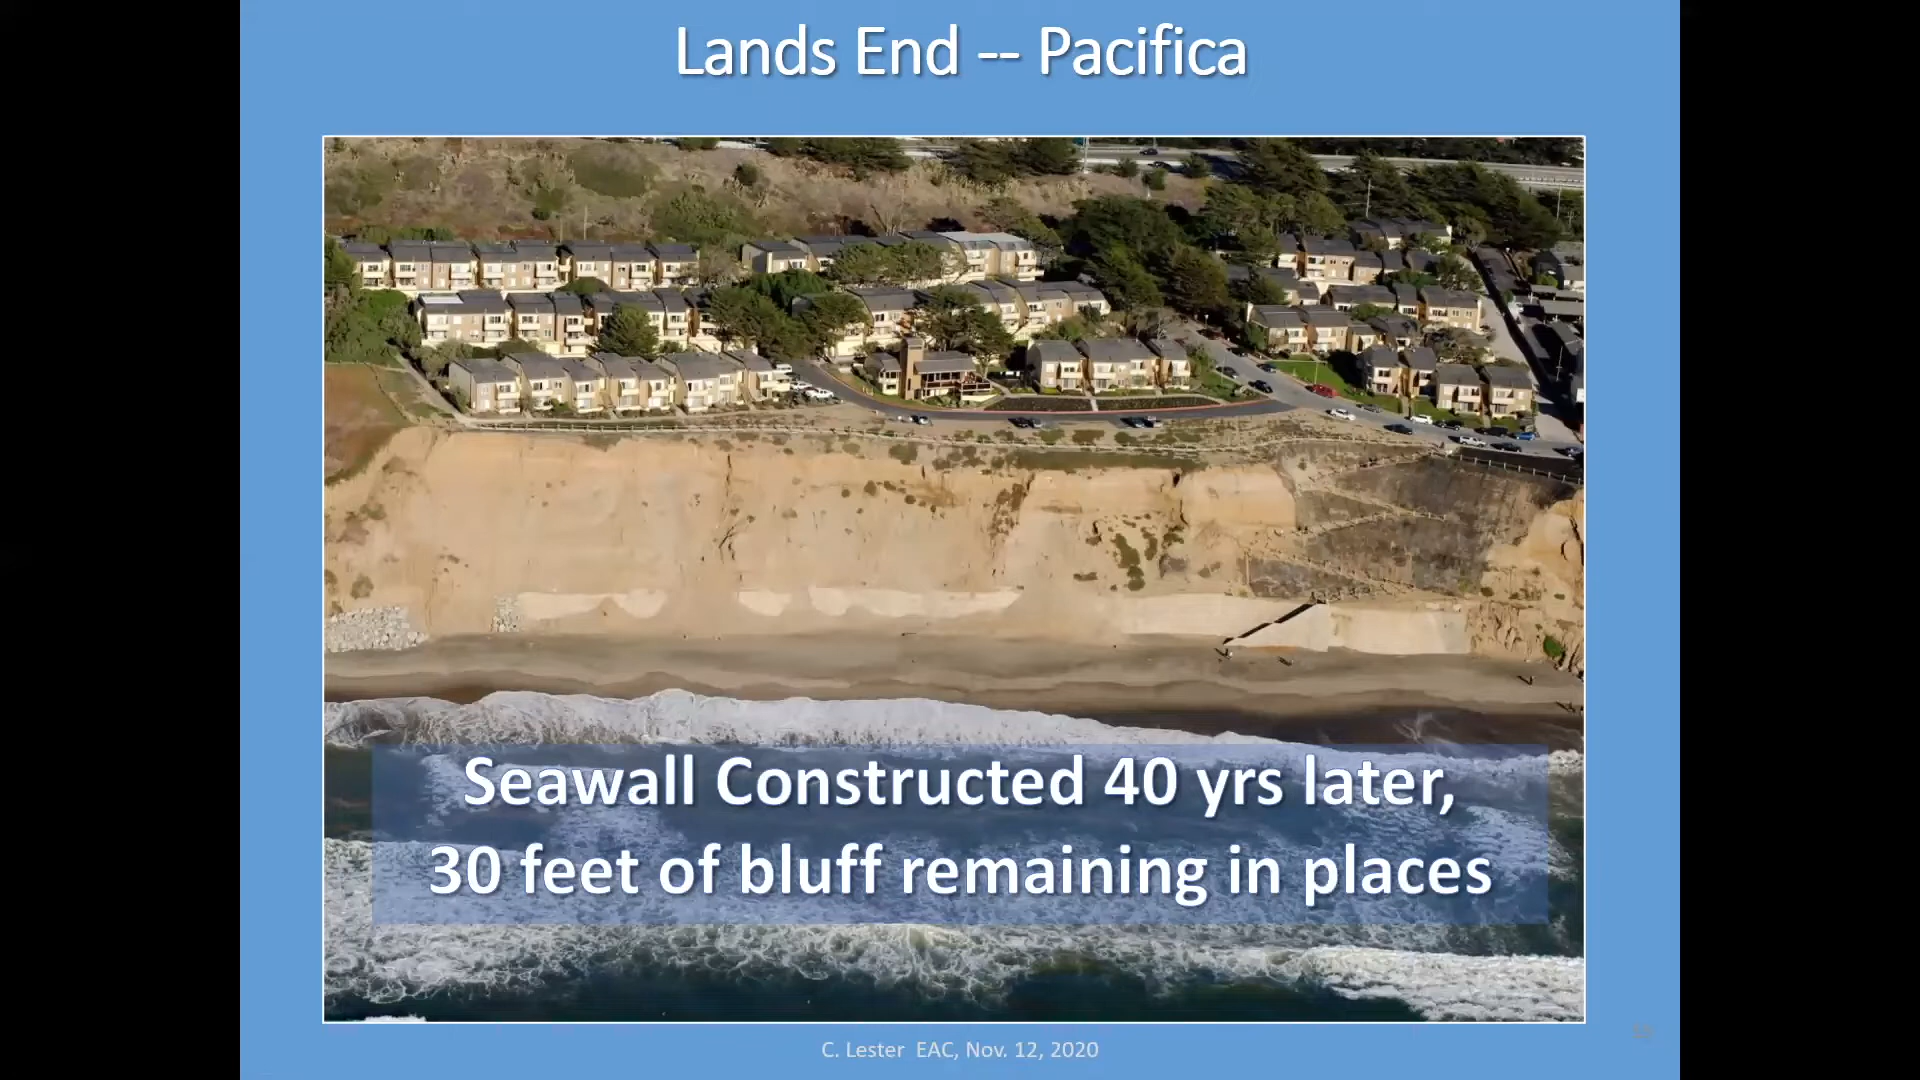 Lands End -- Pacifica
Seawall Constructed 40 yrs later,
30 feet of bluff remaining in places
C. Lester  EAC, Nov. 12, 2020